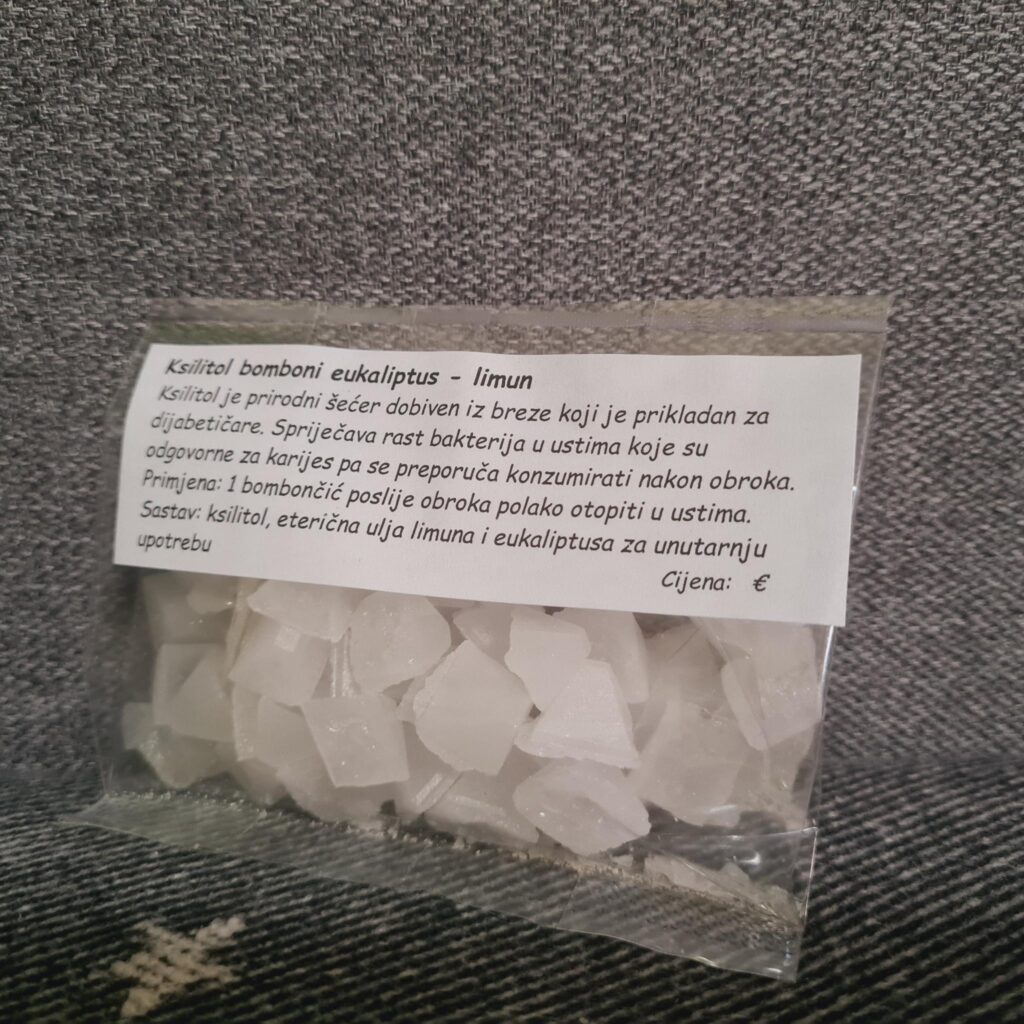 Ksilitol bomboni eukaliptus - limun
Ksilitol je prirodni šećer dobiven iz breze koji je prikladan za
dijabetičare. Spriječava rast bakterija u ustima koje su
odgovorne za karijes pa se preporuča konzumirati nakon obroka.
Primjena: 1 bombončić poslije obroka polako otopiti u ustima.
Sastav: ksilitol, eterična ulja limuna i eukaliptusa za unutarnju
upotrebu
Cijena: €